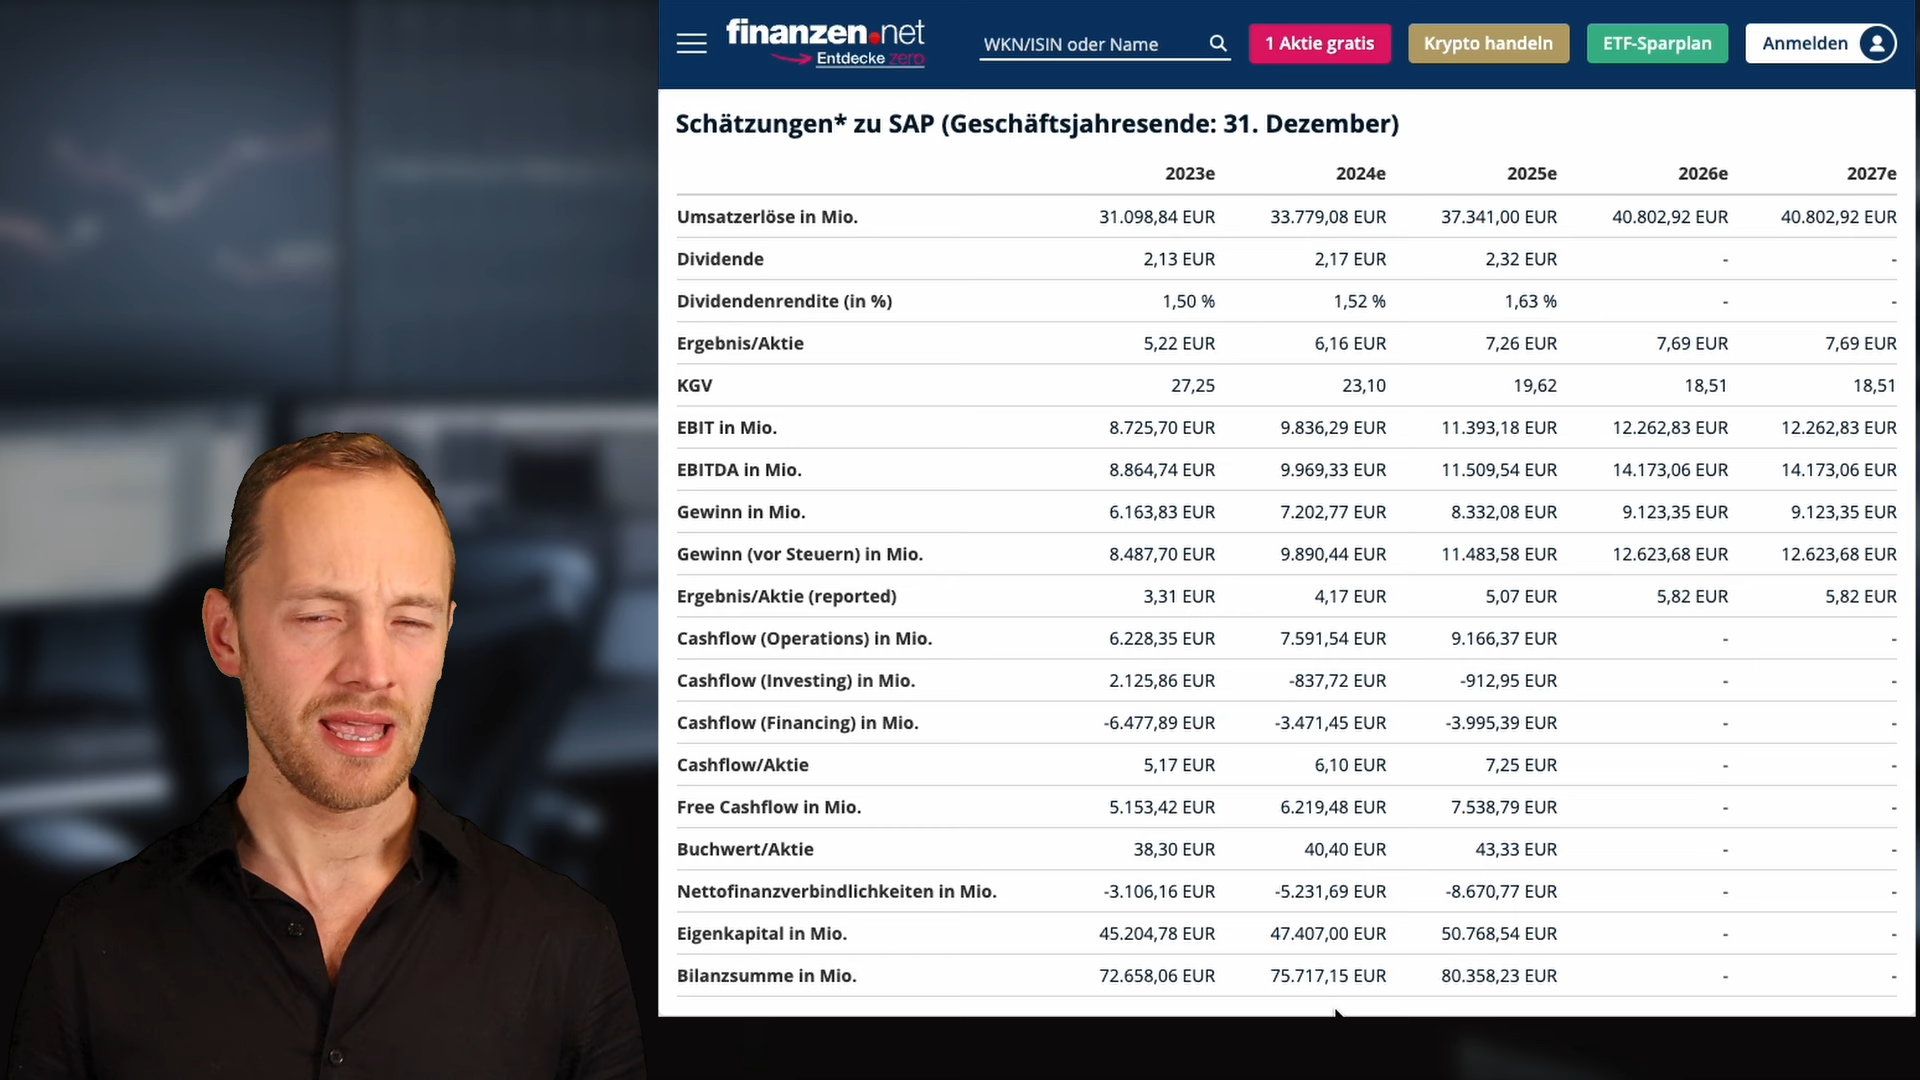 finanzen.net
Entdecke zero
WKN/ISIN oder Name
1 Aktie gratis
Krypto handeln
ETF-Sparplan
Anmelden
Schätzungen* zu SAP (Geschäftsjahresende: 31. Dezember)
2023e 2024e 2025e 2026e 2027e
Umsatzerlöse in Mio. 31.098,84 EUR 33.779,08 EUR 37.341,00 EUR 40.802,92 EUR 40.802,92 EUR
Dividende 2,13 EUR 2,17 EUR 2,32 EUR - -
Dividendenrendite (in %) 1,50 % 1,52 % 1,63 % - -
Ergebnis/Aktie 5,22 EUR 6,16 EUR 7,26 EUR 7,69 EUR 7,69 EUR
KGV 27,25 23,10 19,62 18,51 18,51
EBIT in Mio. 8.725,70 EUR 9.836,29 EUR 11.393,18 EUR 12.262,83 EUR 12.262,83 EUR
EBITDA in Mio. 8.864,74 EUR 9.969,33 EUR 11.509,54 EUR 14.173,06 EUR 14.173,06 EUR
Gewinn in Mio. 6.163,83 EUR 7.202,77 EUR 8.332,08 EUR 9.123,35 EUR 9.123,35 EUR
Gewinn (vor Steuern) in Mio. 8.487,70 EUR 9.890,44 EUR 11.483,58 EUR 12.623,68 EUR 12.623,68 EUR
Ergebnis/Aktie (reported) 3,31 EUR 4,17 EUR 5,07 EUR 5,82 EUR 5,82 EUR
Cashflow (Operations) in Mio. 6.228,35 EUR 7.591,54 EUR 9.166,37 EUR - -
Cashflow (Investing) in Mio. 2.125,86 EUR -837,72 EUR -912,95 EUR - -
Cashflow (Financing) in Mio. -6.477,89 EUR -3.471,45 EUR -3.995,39 EUR - -
Cashflow/Aktie 5,17 EUR 6,10 EUR 7,25 EUR - -
Free Cashflow in Mio. 5.153,42 EUR 6.219,48 EUR 7.538,79 EUR - -
Buchwert/Aktie 38,30 EUR 40,40 EUR 43,33 EUR - -
Nettofinanzverbindlichkeiten in Mio. -3.106,16 EUR -5.231,69 EUR -8.670,77 EUR - -
Eigenkapital in Mio. 45.204,78 EUR 47.407,00 EUR 50.768,54 EUR - -
Bilanzsumme in Mio. 72.658,06 EUR 75.717,15 EUR 80.358,23 EUR - -